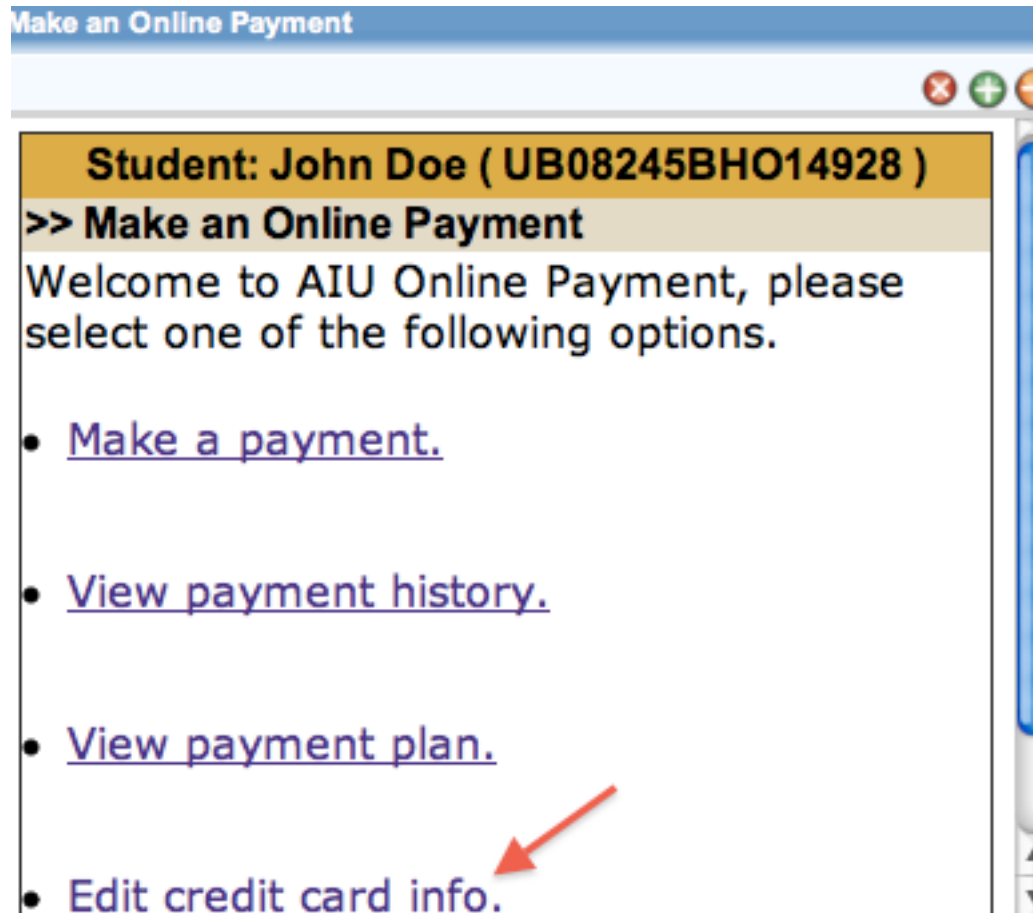 Make an Online Payment
Student: John Doe ( UB08245BHO14928 )
>> Make an Online Payment
Welcome to AIU Online Payment, please
select one of the following options.
• Make a payment.
• View payment history.
• View payment plan.
• Edit credit card info.